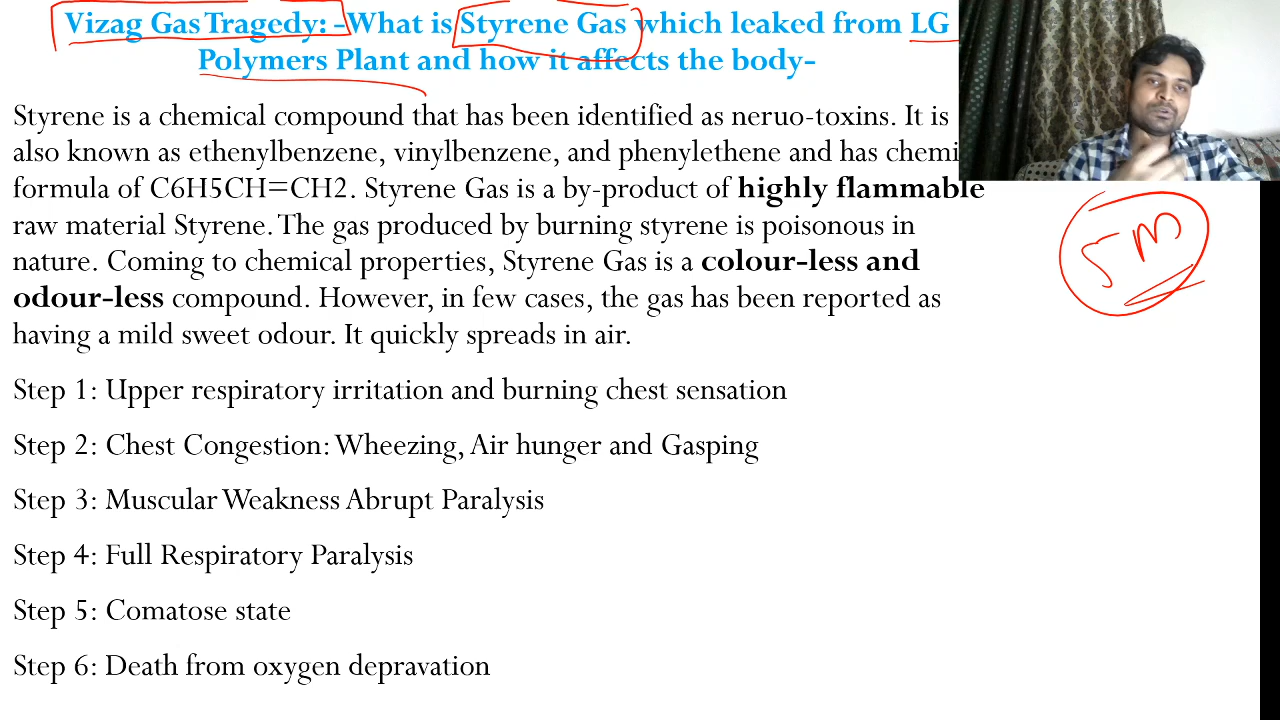 Vizag Gas Tragedy: -What is Styrene Gas which leaked from LG
Polymers Plant and how it affects the body-
Styrene is a chemical compound that has been identified as neruo-toxins. It is
also known as ethenylbenzene, vinylbenzene, and phenylethene and has chemi
formula of C6H5CH=CH2. Styrene Gas is a by-product of highly flammable
raw material Styrene. The gas produced by burning styrene is poisonous in
nature. Coming to chemical properties, Styrene Gas is a colour-less and
odour-less compound. However, in few cases, the gas has been reported as
having a mild sweet odour. It quickly spreads in air.
Step 1: Upper respiratory irritation and burning chest sensation
Step 2: Chest Congestion: Wheezing, Air hunger and Gasping
Step 3: Muscular Weakness Abrupt Paralysis
Step 4: Full Respiratory Paralysis
Step 5: Comatose state
Step 6: Death from oxygen depravation
5 M